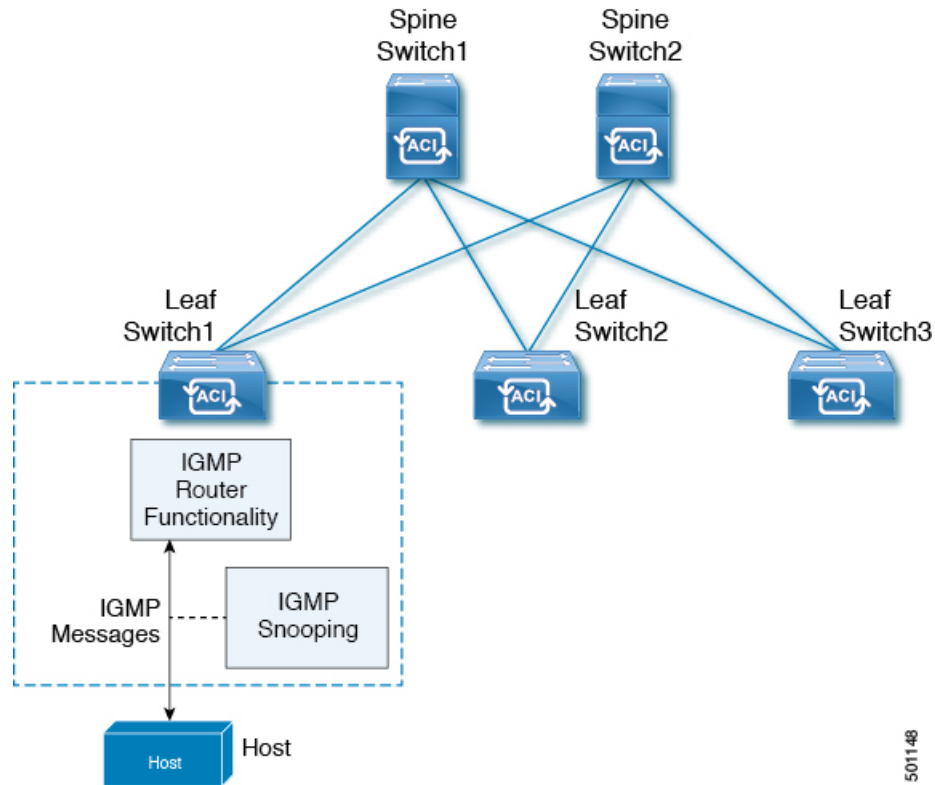 Spine
Switch1
Spine
Switch2
ACI
ACI
Leaf
Switch1
Leaf
Switch2
Leaf
Switch3
ACI
ACI
ACI
IGMP
Router
Functionality
IGMP
Messages
IGMP
Snooping
Host
Host
501148